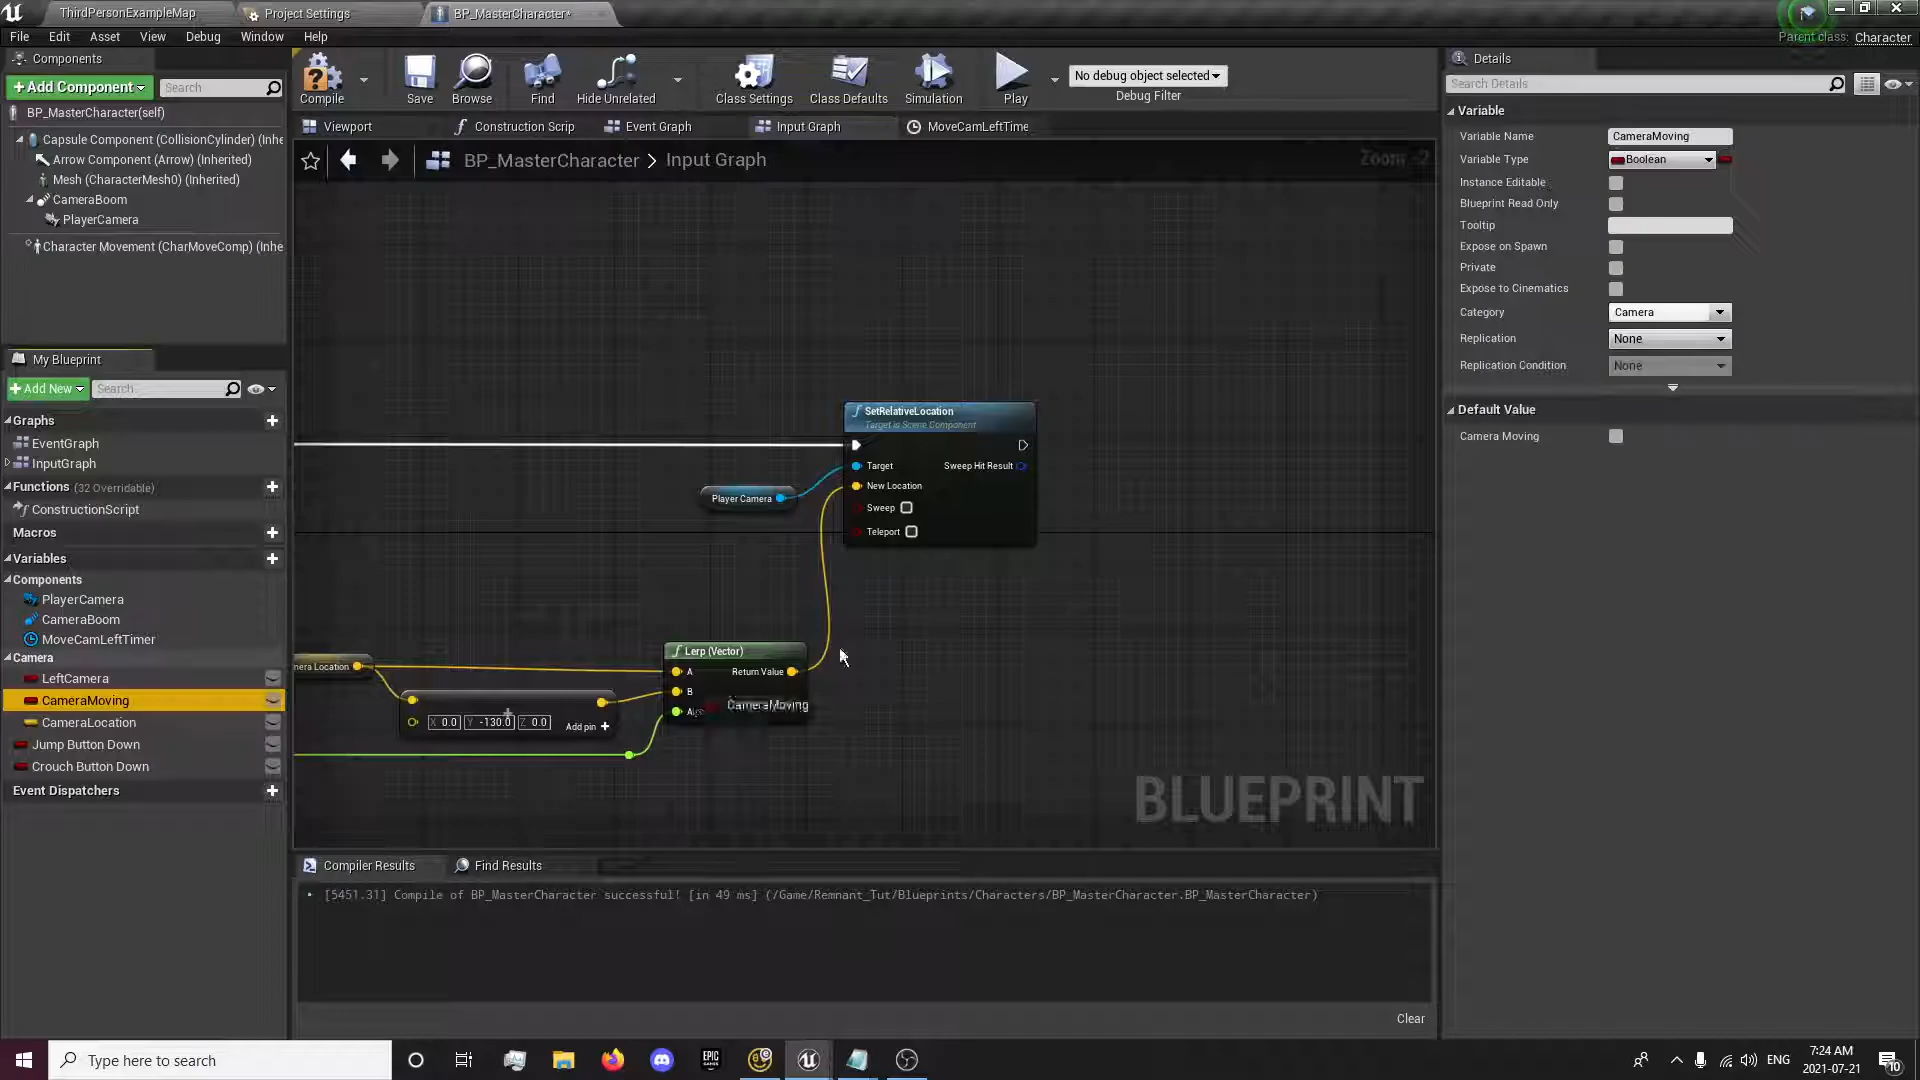 ThirdPersonExampleMap
Project Settings
BP_MasterCharacter*
File Edit Asset View Debug Window Help
Parent class: Character
Components
+Add Component
Search
BP_MasterCharacter(self)
Capsule Component (CollisionCylinder) (Inhe
Arrow Component (Arrow) (Inherited)
Mesh (CharacterMesh0) (Inherited)
CameraBoom
PlayerCamera
Character Movement (CharMoveComp) (Inhe
Compile Save Browse Find Hide Unrelated Class Settings Class Defaults Simulation Play
No debug object selected
Debug Filter
Viewport Construction Scrip Event Graph Input Graph MoveCamLeftTime
BP_MasterCharacter > Input Graph
Zoom -2
My Blueprint
+Add New
Search
Graphs
EventGraph
InputGraph
Functions (32 Overridable)
ConstructionScript
Macros
Variables
Components
PlayerCamera
CameraBoom
MoveCamLeftTimer
Camera
LeftCamera
CameraMoving
CameraLocation
Jump Button Down
Crouch Button Down
Event Dispatchers
SetRelativeLocation
Target is Scene Component
Target
Sweep Hit Result
New Location
Sweep
Teleport
Player Camera
Lerp (Vector)
A Return Value
B
CameraMoving
mera Location
X 0.0 Y -130.0 Z 0.0
Add pin +
BLUEPRINT
Compiler Results
Find Results
[5451.31] Compile of BP_MasterCharacter successful! [in 49 ms] (/Game/Remnant_Tut/Blueprints/Characters/BP_MasterCharacter.BP_MasterCharacter)
Clear
Details
Search Details
Variable
Variable Name CameraMoving
Variable Type Boolean
Instance Editable
Blueprint Read Only
Tooltip
Expose on Spawn
Private
Expose to Cinematics
Category Camera
Replication None
Replication Condition None
Default Value
Camera Moving
Type here to search
EPIC GAMES
ENG
7:24 AM
2021-07-21
10